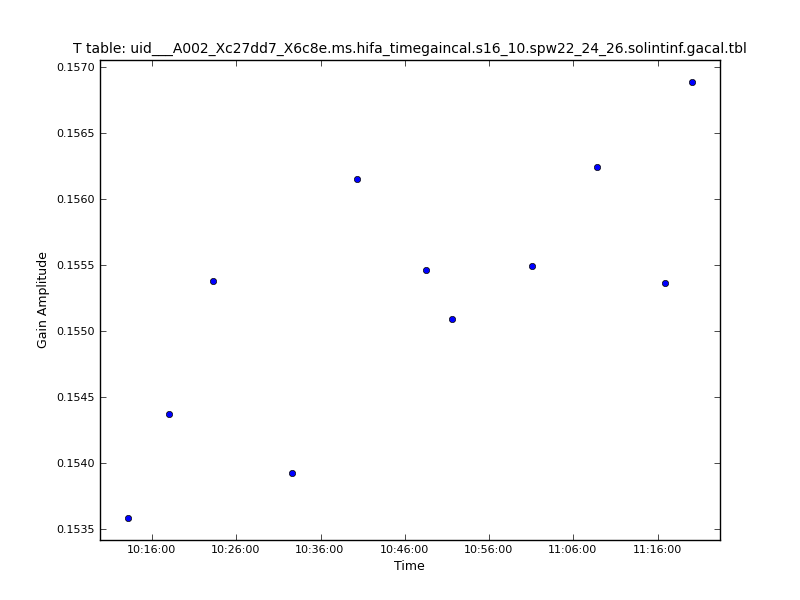 T table: uid___A002_Xc27dd7_X6c8e.ms.hifa_timegaincal.s16_10.spw22_24_26.solintinf.gacal.tbl
0.1570
0.1565
0.1560
0.1555
0.1550
0.1545
0.1540
0.1535
Gain Amplitude
10:16:00 10:26:00 10:36:00 10:46:00 10:56:00 11:06:00 11:16:00
Time